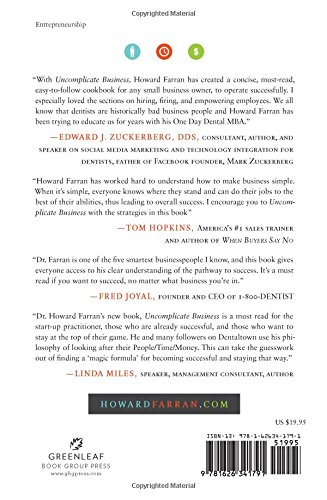 Entrepreneurship
$
"With Uncomplicate Business, Howard Farran has created a concise, must-read,
easy-to-follow cookbook for any small business owner, to operate successfully. I
especially loved the sections on hiring, firing, and empowering employees. We all
know that dentists are historically bad business people and Howard Farran has
been trying to educate us for years with his One Day Dental MBA."
—EDWARD J. ZUCKERBERG, DDS, CONSULTANT, AUTHOR, AND
SPEAKER ON SOCIAL MEDIA MARKETING AND TECHNOLOGY INTEGRATION FOR
DENTISTS, FATHER OF FACEBOOK FOUNDER, MARK ZUCKERBERG
"Howard Farran has worked hard to understand how to make business simple.
When it's simple, everyone knows where they stand and can do their jobs to the
best of their abilities, thus leading to overall success. I encourage you to Uncom-
plicate Business with the strategies in this book"
—TOM HOPKINS, AMERICA'S #1 SALES TRAINER
AND AUTHOR OF WHEN BUYERS SAY NO
"Dr. Farran is one of the five smartest businesspeople I know, and this book gives
everyone access to his clear understanding of the pathway to success. It's a must
read if you want to succeed, no matter what business you're in."
—FRED JOYAL, FOUNDER AND CEO OF 1-800-DENTIST
"Dr. Howard Farran's new book, Uncomplicate Business is a must read for the
start-up practitioner, those who are already successful, and those who want to
stay at the top of their game. He and many followers on Dentaltown use his phi-
losophy of looking after their People/Time/Money. This can take the guesswork
out of finding a 'magic formula' for becoming successful and staying that way."
—LINDA MILES, SPEAKER, MANAGEMENT CONSULTANT, AUTHOR
HOWARDFARRAN.COM
US $19.95
ISBN-13: 978-1-62634-179-1
51995
9 781626 341791
GREENLEAF
BOOK GROUP PRESS
www.gbgpress.com